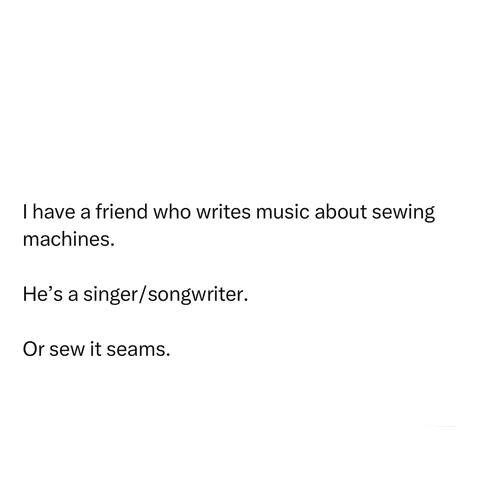 I have a friend who writes music about sewing
machines.
He’s a singer/songwriter.
Or sew it seams.